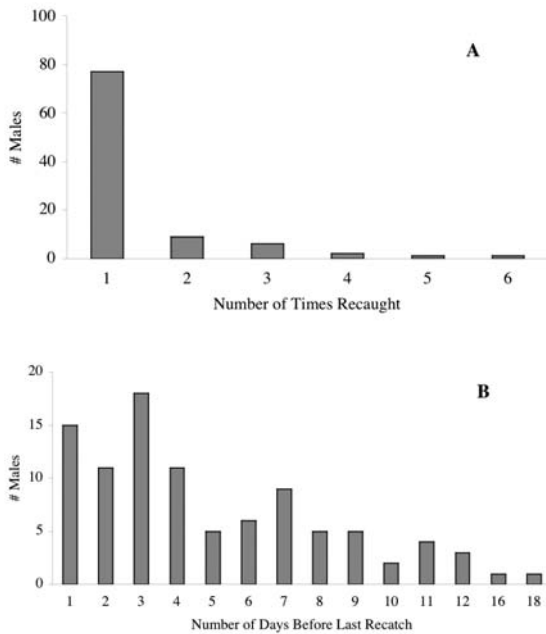 100
A
80
# Males
60
40
20
0
1 2 3 4 5 6
Number of Times Recaught
20
B
15
# Males
10
5
0
1 2 3 4 5 6 7 8 9 10 11 12 16 18
Number of Days Before Last Recatch